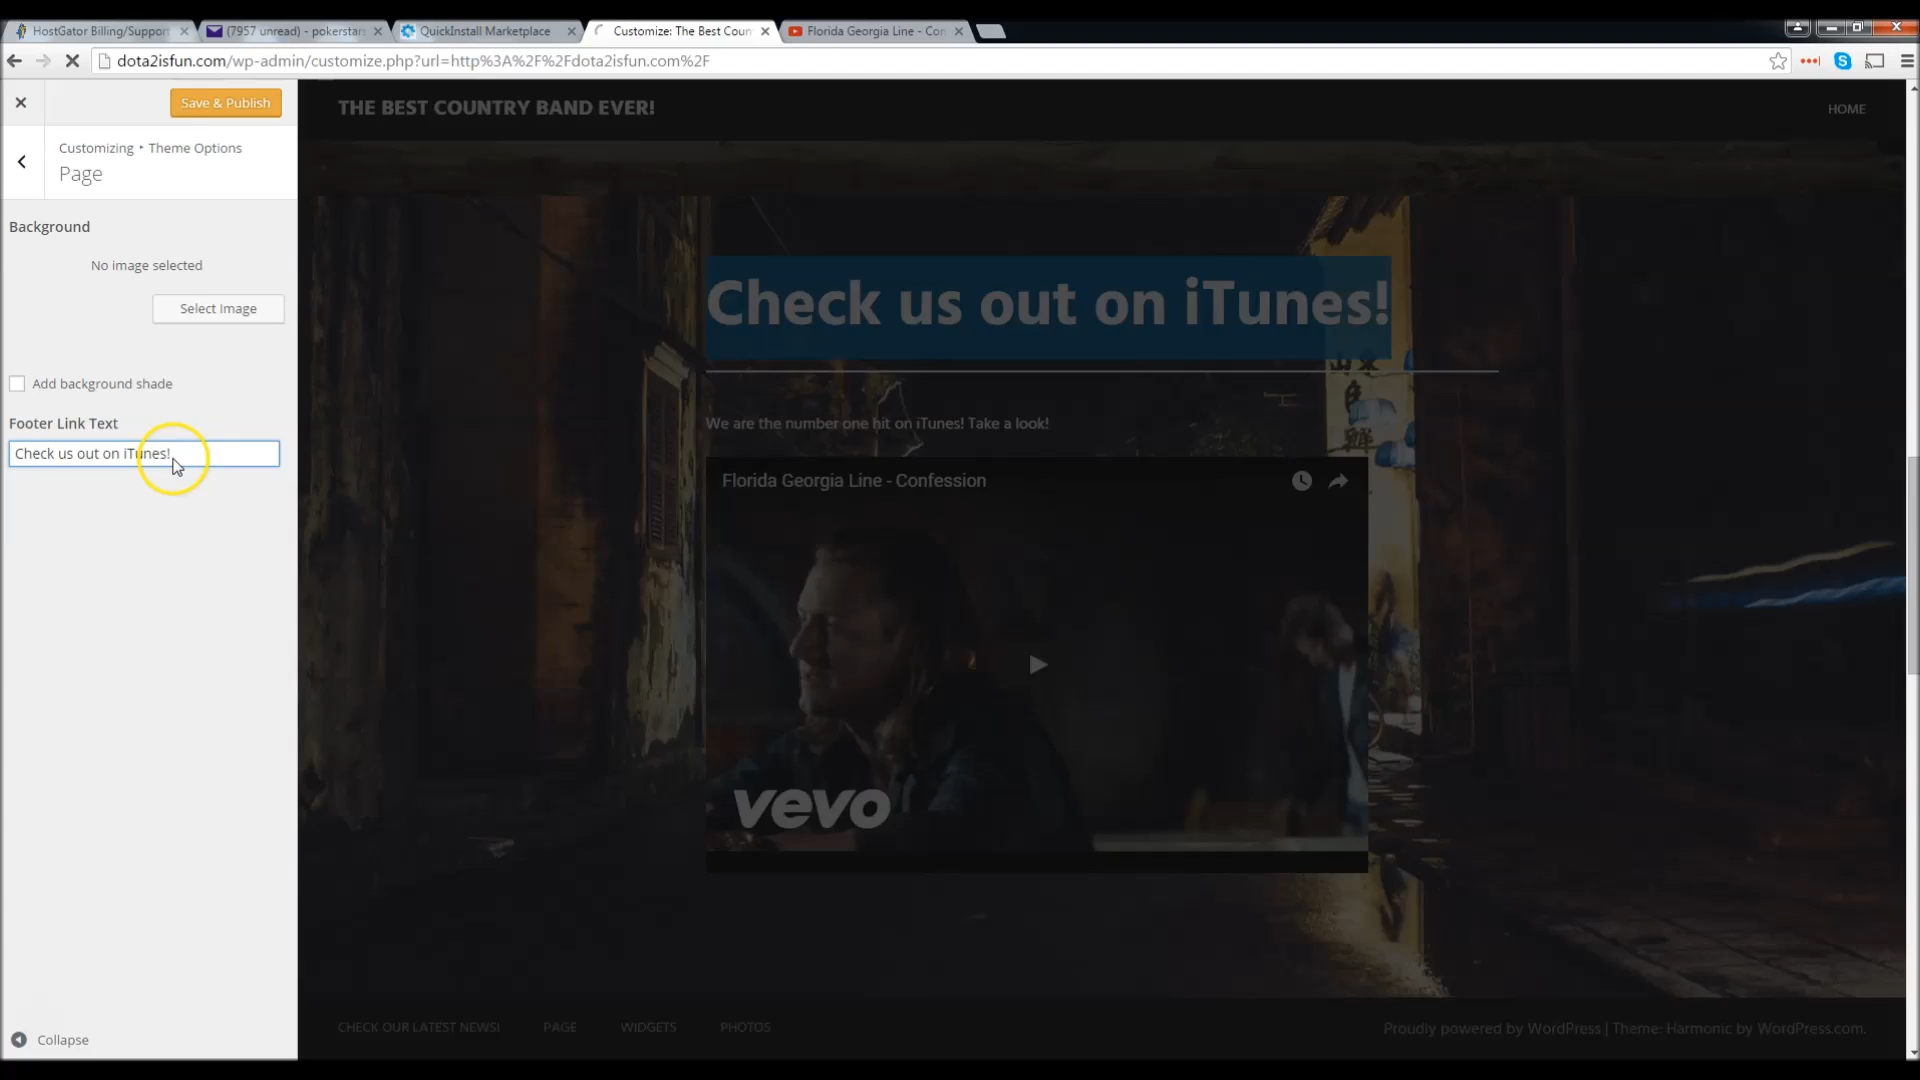 HostGator Billing/Support
(7957 unread) - pokerstar
QuickInstall Marketplace
Customize: The Best Coun
Florida Georgia Line - Con
dota2isfun.com/wp-admin/customize.php?url=http%3A%2F%2Fdota2isfun.com%2F
Save & Publish
Customizing • Theme Options
Page
Background
No image selected
Select Image
Add background shade
Footer Link Text
Check us out on iTunes!
Collapse
THE BEST COUNTRY BAND EVER!
HOME
Check us out on iTunes!
We are the number one hit on iTunes! Take a look!
Florida Georgia Line - Confession
vevo
CHECK OUR LATEST NEWS!
PAGE
WIDGETS
PHOTOS
Proudly powered by WordPress | Theme: Harmonic by WordPress.com.